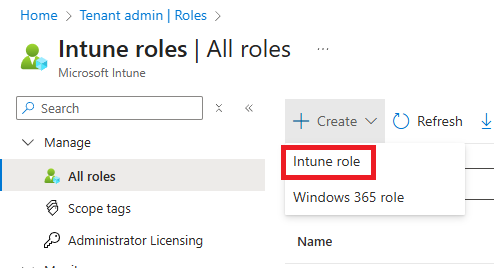 Home > Tenant admin | Roles >
Intune roles | All roles ...
Microsoft Intune
Search
Create
Refresh
Manage
All roles
Scope tags
Administrator Licensing
Intune role
Windows 365 role
Name